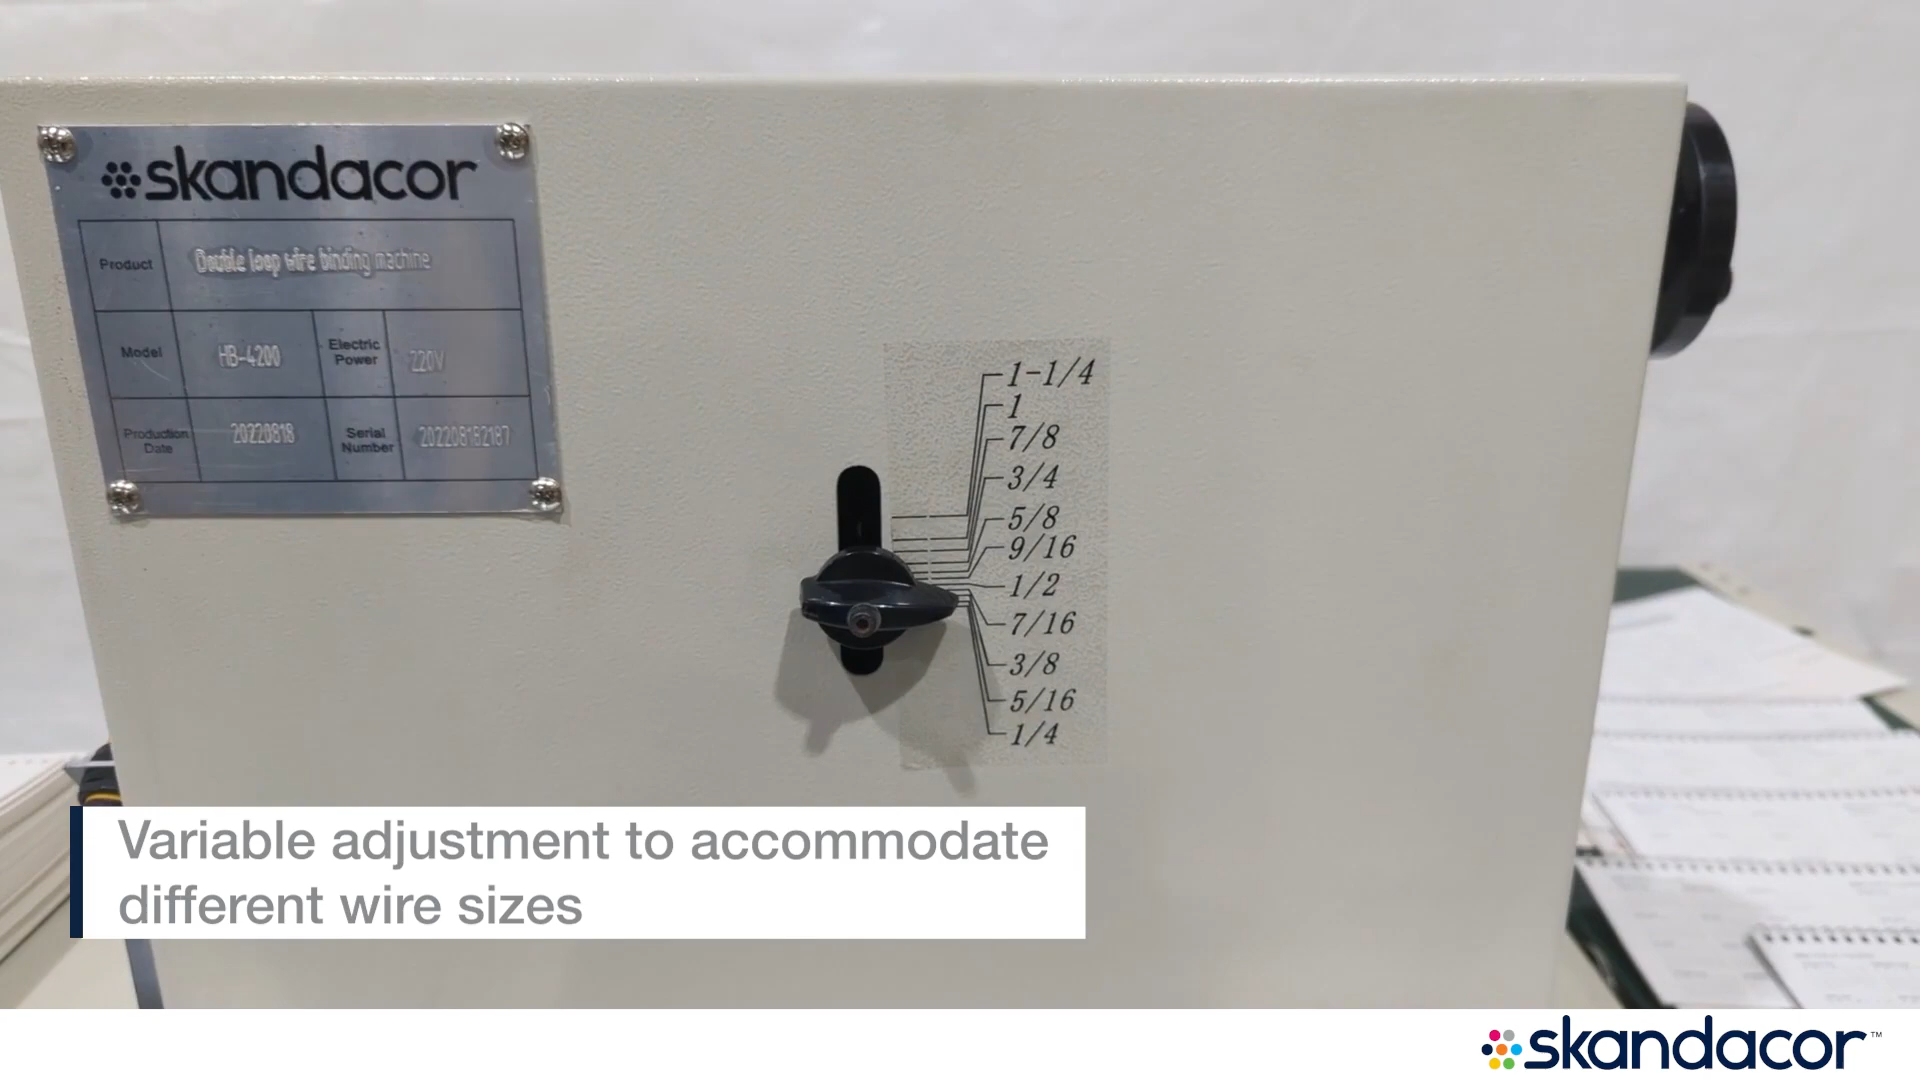 skandacor
Product Double loop wire binding machine
Model HB-4200 Electric Power 220V
Production Date 20220818 Serial Number 202208182187
1-1/4
1
7/8
3/4
5/8
9/16
1/2
7/16
3/8
5/16
1/4
Variable adjustment to accommodate
different wire sizes
skandacor™